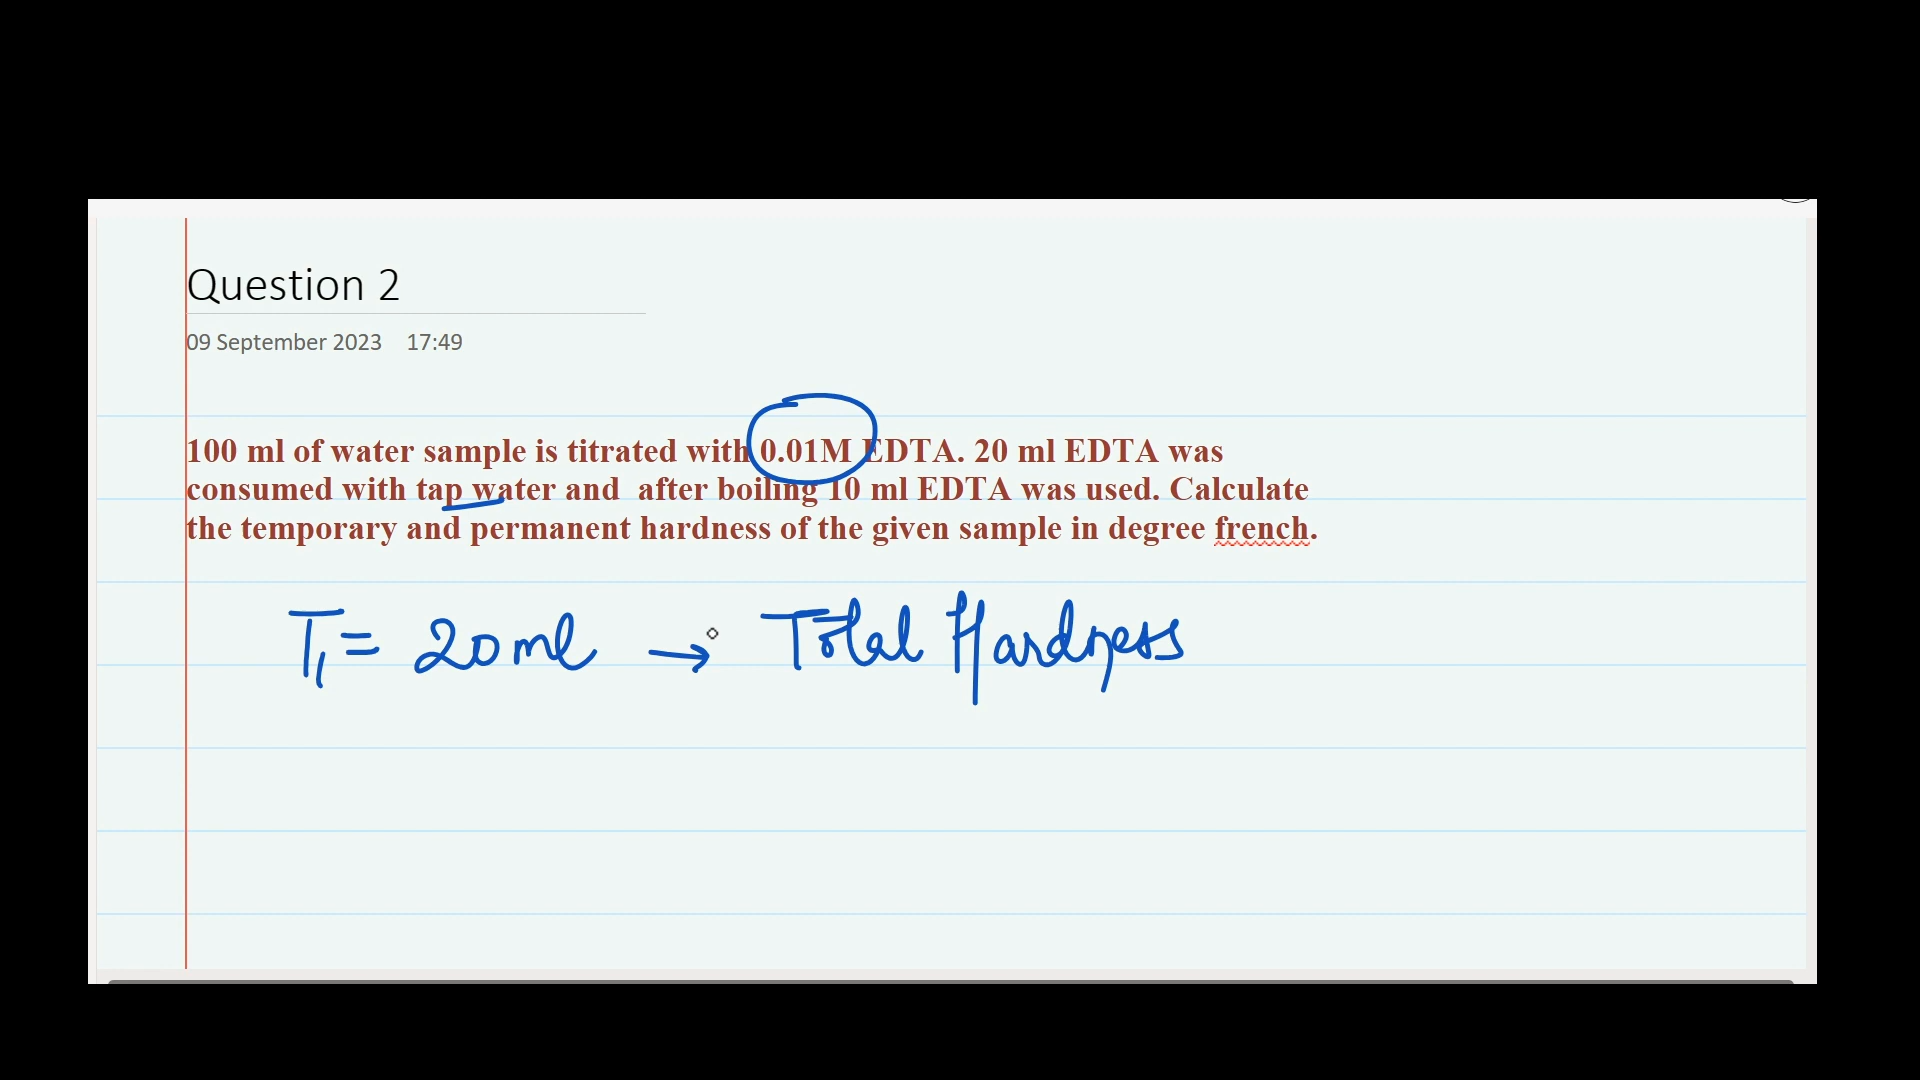 Question 2
09 September 2023 17:49
100 ml of water sample is titrated with 0.01M EDTA. 20 ml EDTA was
consumed with tap water and after boiling 10 ml EDTA was used. Calculate
the temporary and permanent hardness of the given sample in degree french.
T₁ = 20 ml → Total Hardness